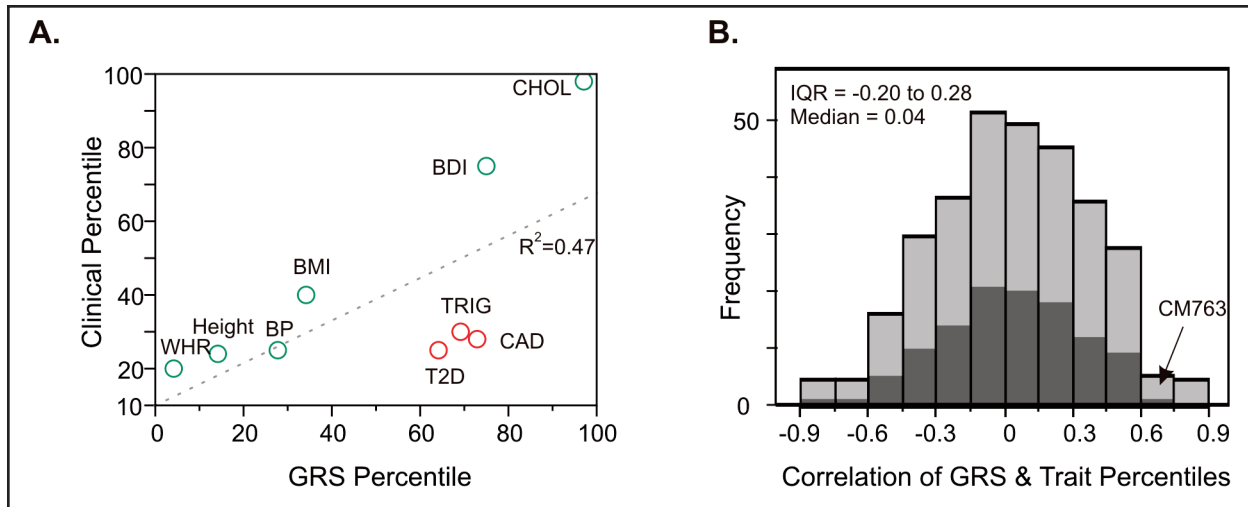 A.
Clinical Percentile
100
80
60
40
20
10
CHOL
BDI
R²=0.47
BMI
TRIG
Height
BP
CAD
WHR
T2D
0 20 40 60 80 100
GRS Percentile
B.
IQR = -0.20 to 0.28
Median = 0.04
Frequency
50
0
CM763
-0.9 -0.6 -0.3 0 0.3 0.6 0.9
Correlation of GRS & Trait Percentiles